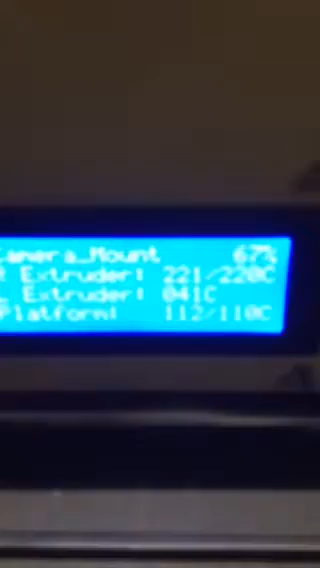 Camera_Mount 67%
R Extruder: 221/220C
L Extruder: 041C
Platform: 112/110C